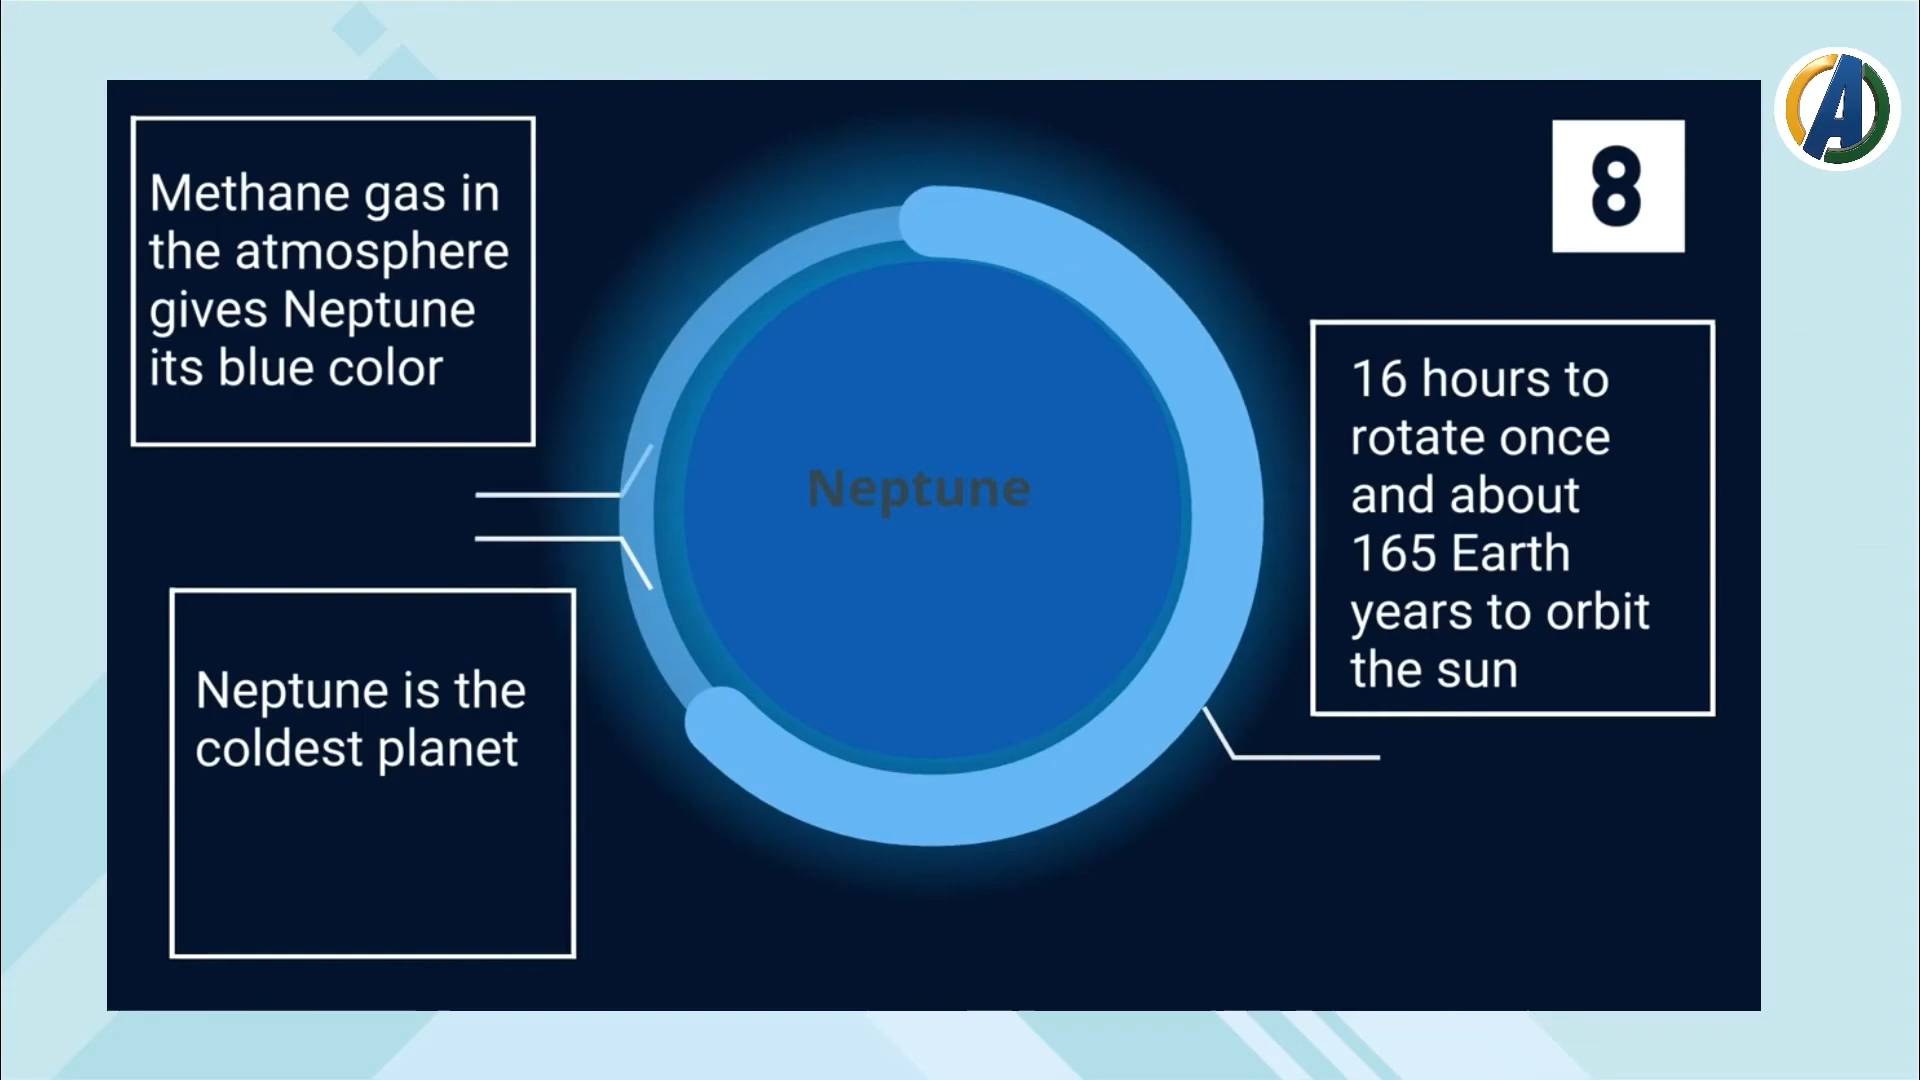 Methane gas in
the atmosphere
gives Neptune
its blue color
Neptune is the
coldest planet
Neptune
8
16 hours to
rotate once
and about
165 Earth
years to orbit
the sun
A